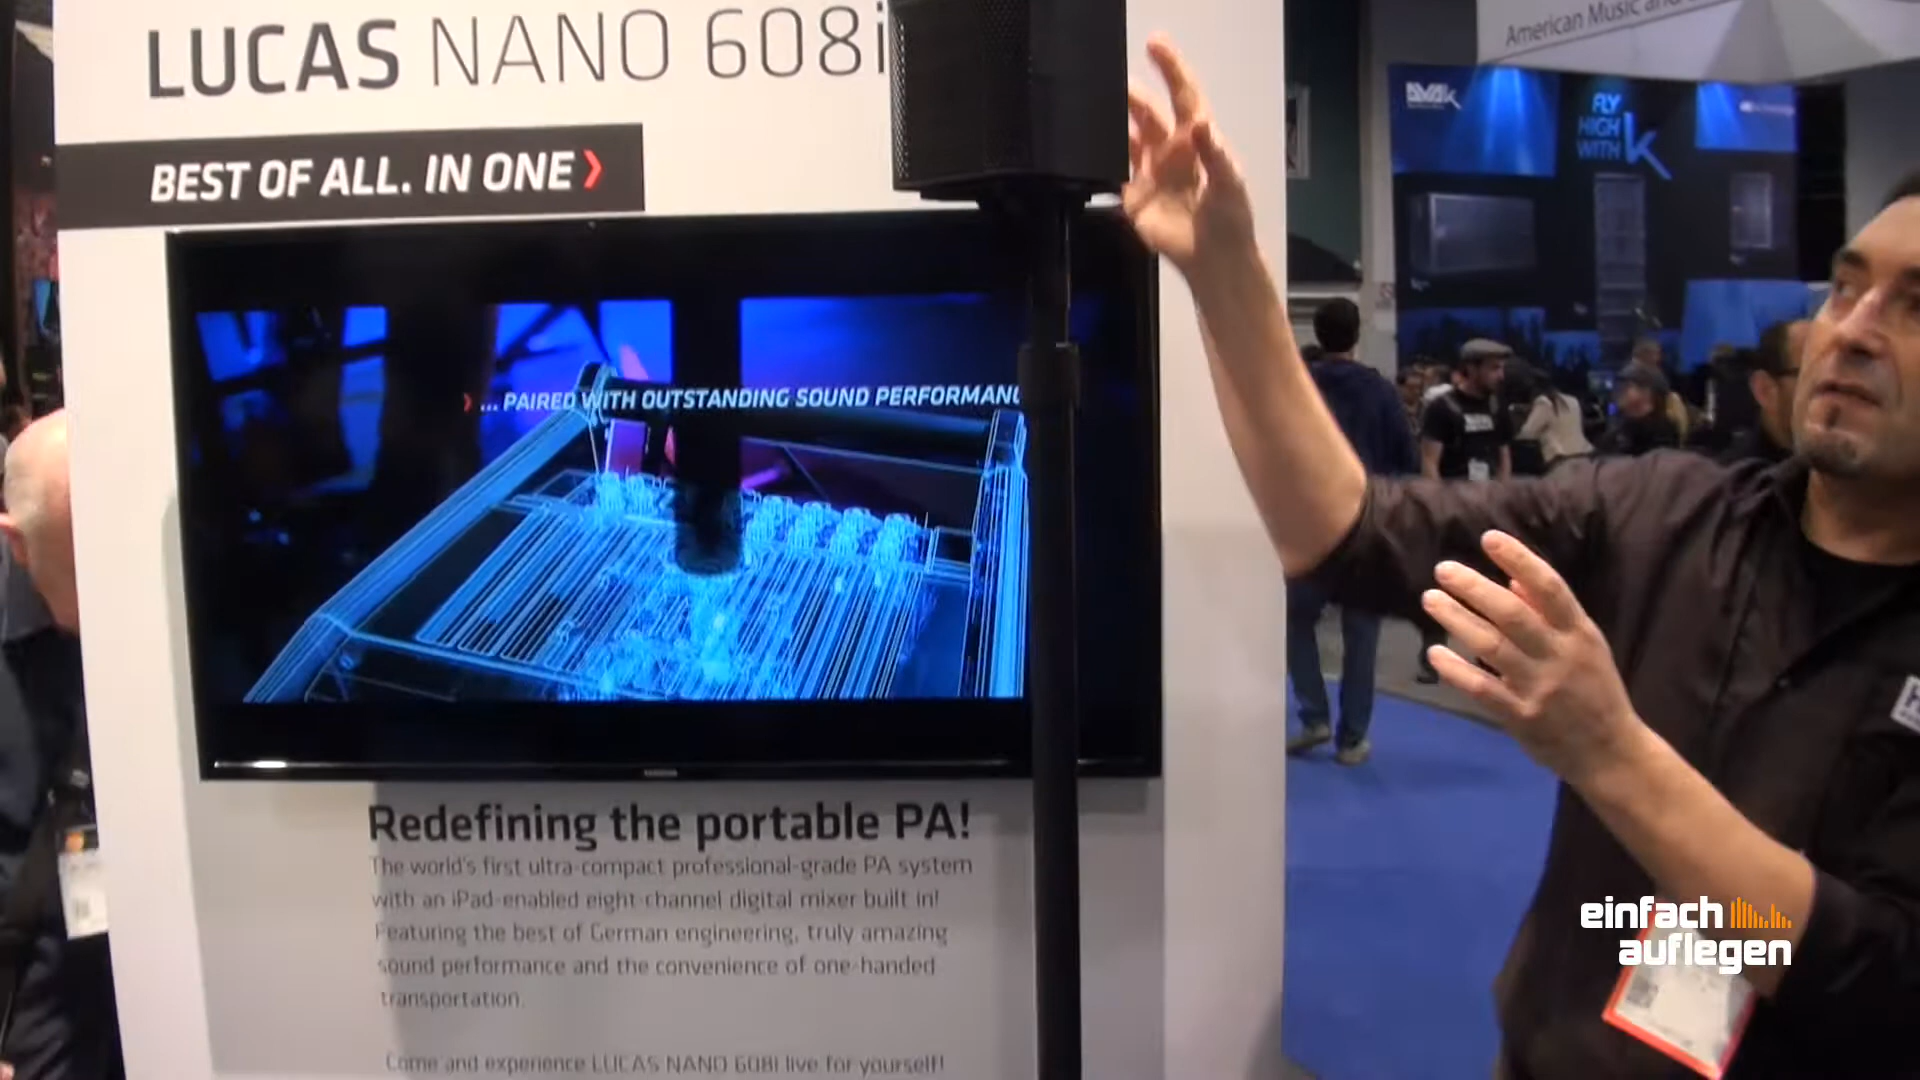 LUCAS NANO 608i
BEST OF ALL. IN ONE
... PAIRED WITH OUTSTANDING SOUND PERFORMANC
Redefining the portable PA!
The world's first ultra-compact professional-grade PA system
with an iPad-enabled eight-channel digital mixer built in!
Featuring the best of German engineering, truly amazing
sound performance and the convenience of one-handed
transportation.
Come and experience LUCAS NANO 608i live for yourself!
American Music and
FLY
HIGH
WITH K
einfach
auflegen